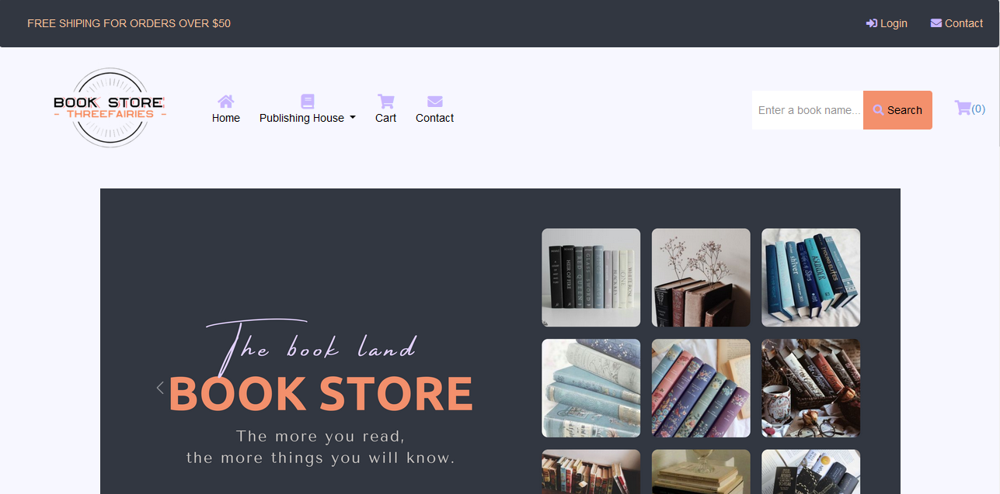 FREE SHIPING FOR ORDERS OVER $50
Login
Contact
BOOK STORE
- THREEFAIRIES -
Home
Publishing House
Cart
Contact
Enter a book name...
Search
(0)
The book land
BOOK STORE
The more you read,
the more things you will know.